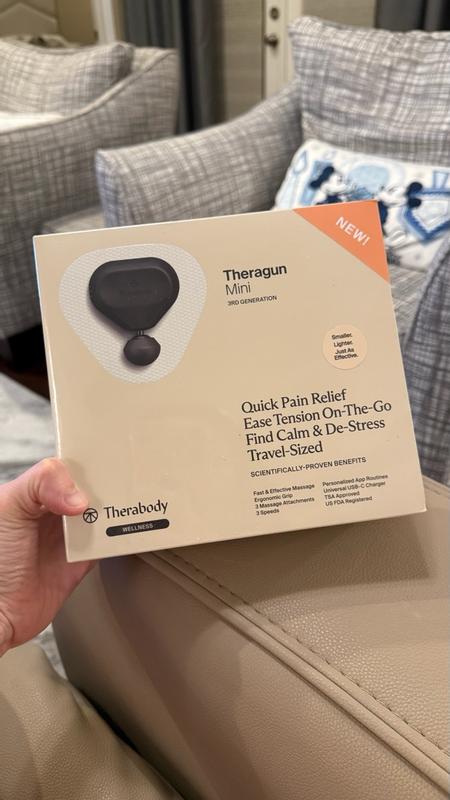 NEW!
Theragun
Mini
3RD GENERATION
Smaller.
Lighter.
Just As
Effective.
Quick Pain Relief
Ease Tension On-The-Go
Find Calm & De-Stress
Travel-Sized
SCIENTIFICALLY-PROVEN BENEFITS
Fast & Effective Massage
Ergonomic Grip
3 Massage Attachments
3 Speeds
Personalized App Routines
Universal USB-C Charger
TSA Approved
US FDA Registered
Therabody
WELLNESS